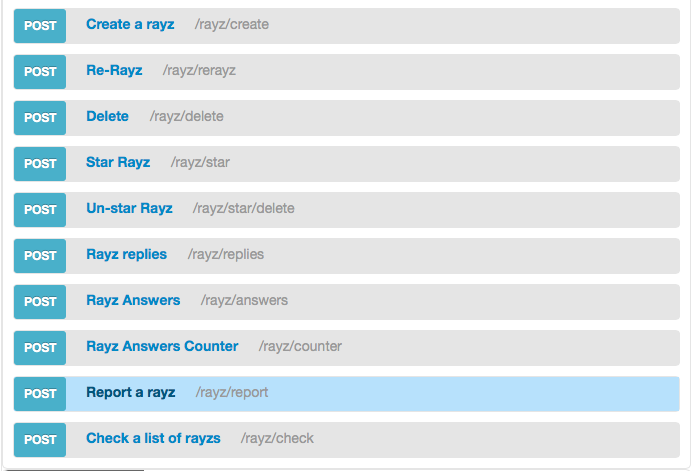 POST Create a rayz /rayz/create
POST Re-Rayz /rayz/rerayz
POST Delete /rayz/delete
POST Star Rayz /rayz/star
POST Un-star Rayz /rayz/star/delete
POST Rayz replies /rayz/replies
POST Rayz Answers /rayz/answers
POST Rayz Answers Counter /rayz/counter
POST Report a rayz /rayz/report
POST Check a list of rayzs /rayz/check